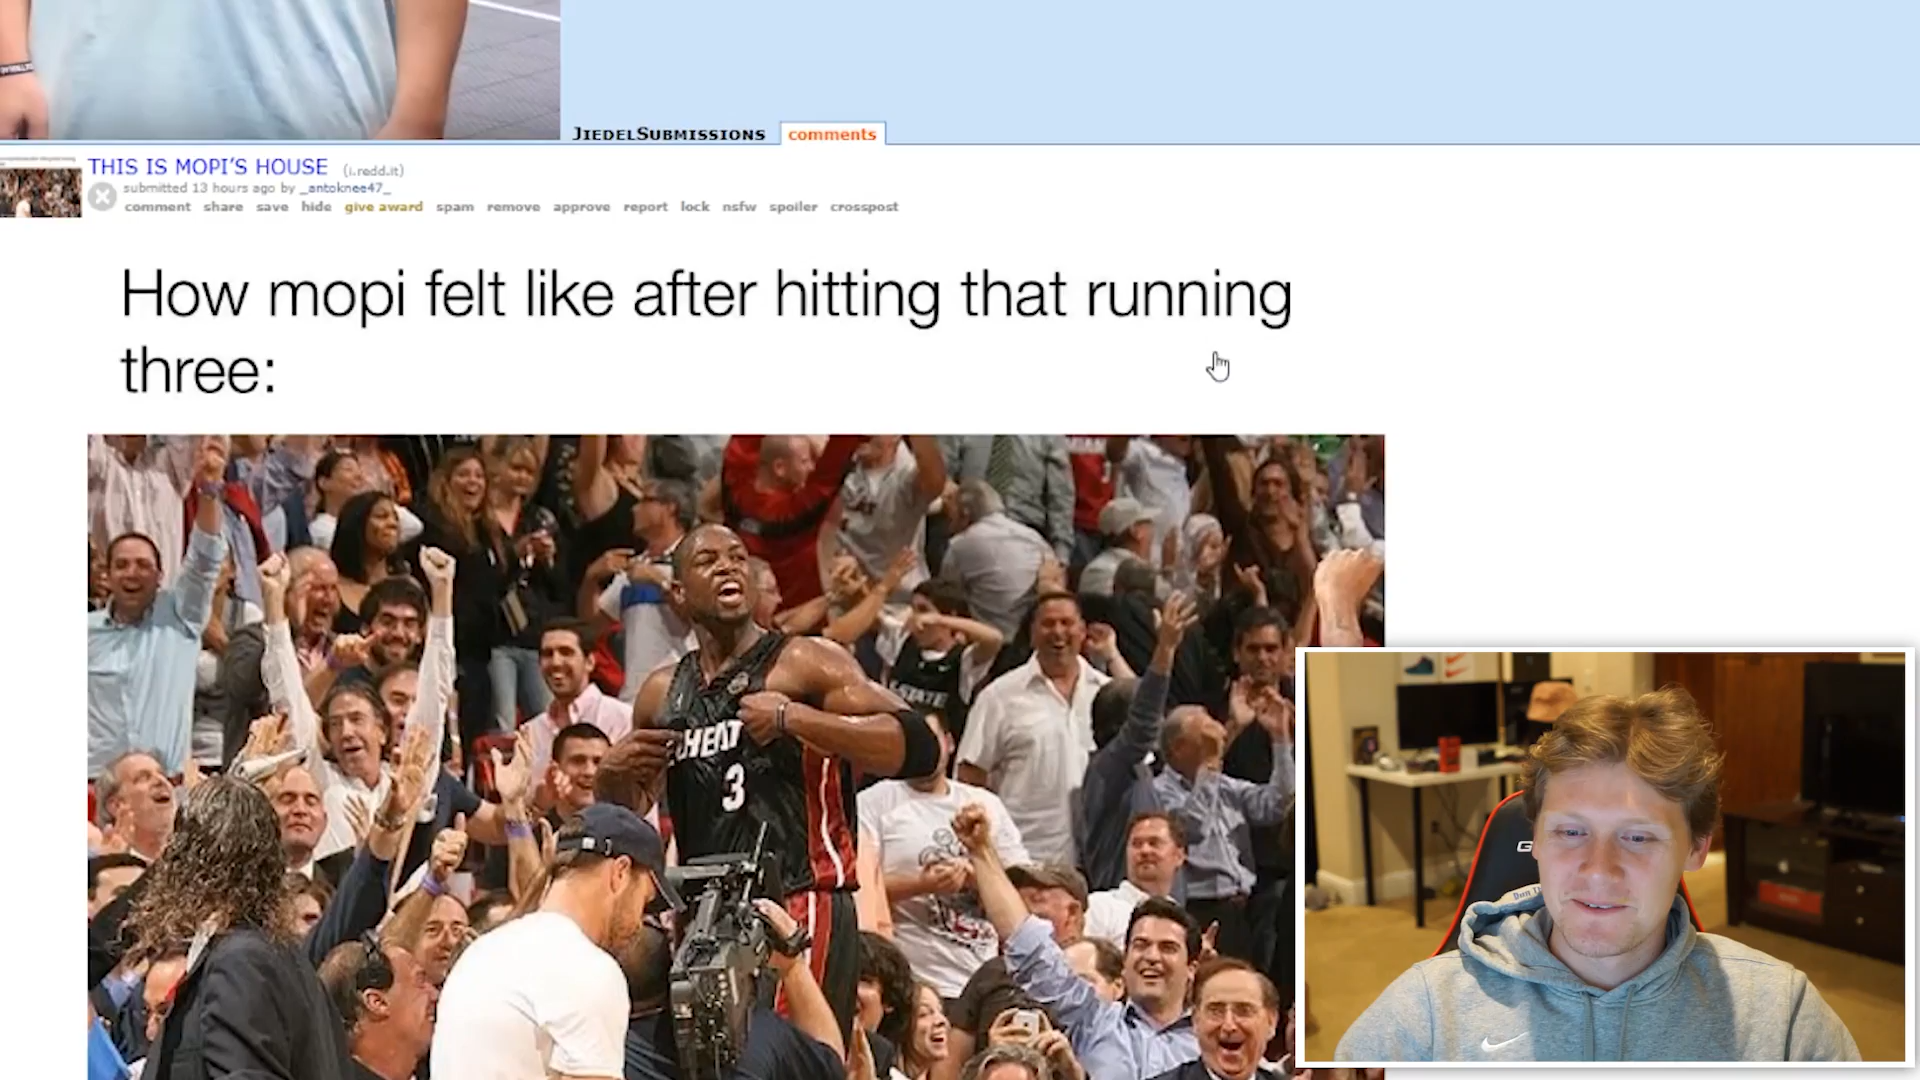 JIEDELSUBMISSIONS comments
THIS IS MOPI'S HOUSE (i.redd.it)
submitted 13 hours ago by _antoknee47_
comment share save hide give award spam remove approve report lock nsfw spoiler crosspost
How mopi felt like after hitting that running
three:
HEAT
3
STATE